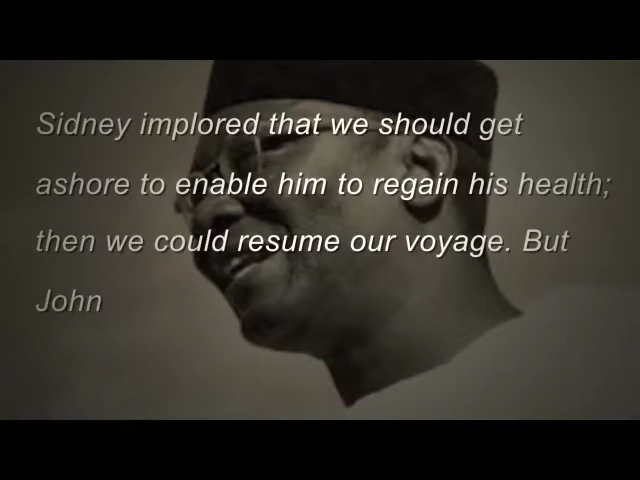 Sidney implored that we should get
ashore to enable him to regain his health;
then we could resume our voyage. But
John